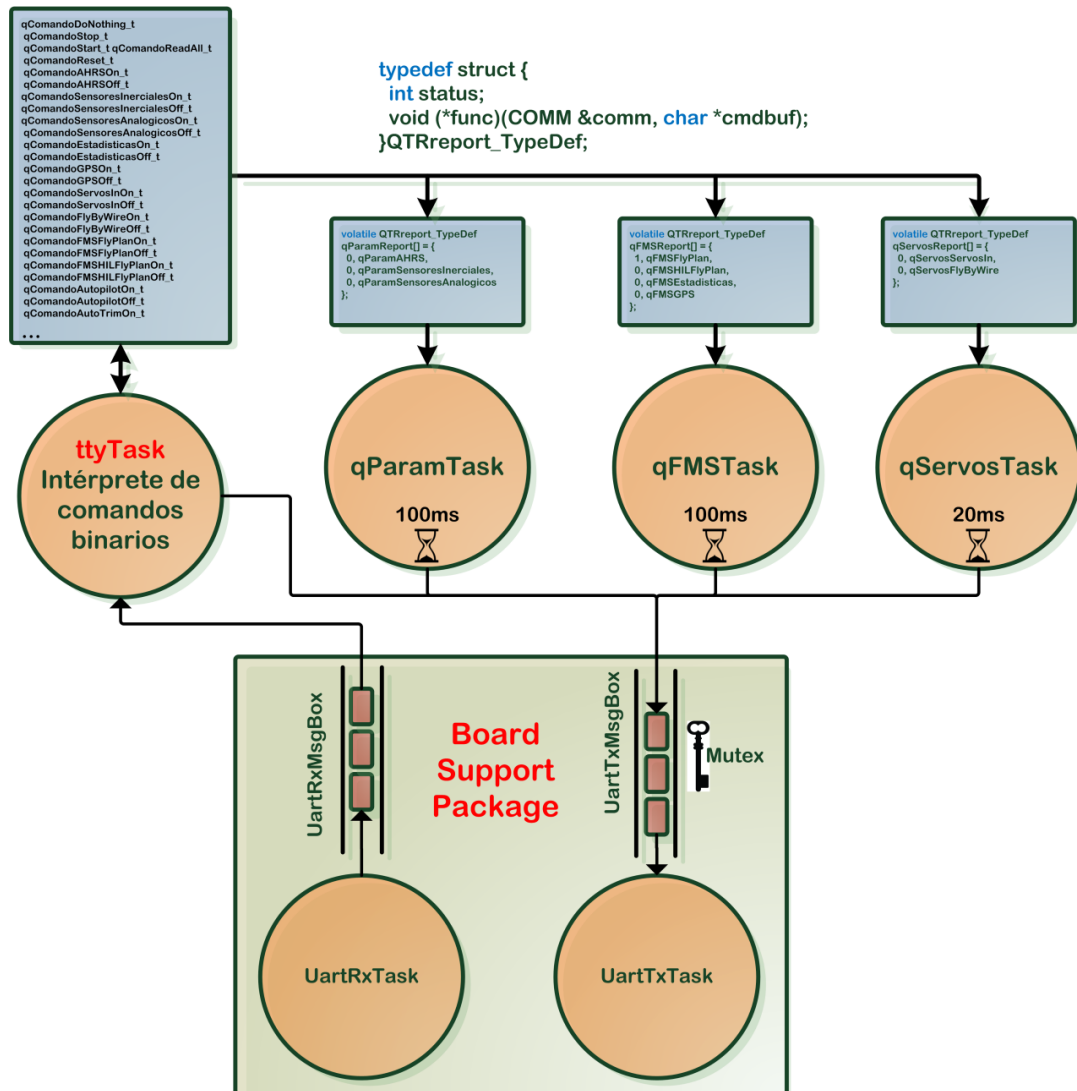 qComandoDoNothing_t
qComandoStop_t
qComandoStart_t qComandoReadAll_t
qComandoReset_t
qComandoAHRSOn_t
qComandoAHRSOff_t
qComandoSensoresInercialesOn_t
qComandoSensoresInercialesOff_t
qComandoSensoresAnalogicosOn_t
qComandoSensoresAnalogicosOff_t
qComandoEstadisticasOn_t
qComandoEstadisticasOff_t
qComandoGPSOn_t
qComandoGPSOff_t
qComandoServosInOn_t
qComandoServosInOff_t
qComandoFlyByWireOn_t
qComandoFlyByWireOff_t
qComandoFMSFlyPlanOn_t
qComandoFMSFlyPlanOff_t
qComandoFMSHILFlyPlanOn_t
qComandoFMSHILFlyPlanOff_t
qComandoAutopilotOn_t
qComandoAutopilotOff_t
qComandoAutoTrimOn_t
...
typedef struct {
int status;
void (*func)(COMM &comm, char *cmdbuf);
}QTRreport_TypeDef;
volatile QTRreport_TypeDef
qParamReport[] = {
0, qParamAHRS,
0, qParamSensoresInerciales,
0, qParamSensoresAnalogicos
};
volatile QTRreport_TypeDef
qFMSReport[] = {
1, qFMSFlyPlan,
0, qFMSHILFlyPlan,
0, qFMSEstadisticas,
0, qFMSGPS
};
volatile QTRreport_TypeDef
qServosReport[] = {
0, qServosServosIn,
0, qServosFlyByWire
};
ttyTask
Intérprete de
comandos
binarios
qParamTask
100ms
qFMSTask
100ms
qServosTask
20ms
UartRxMsgBox
Board
Support
Package
UartTxMsgBox
Mutex
UartRxTask
UartTxTask